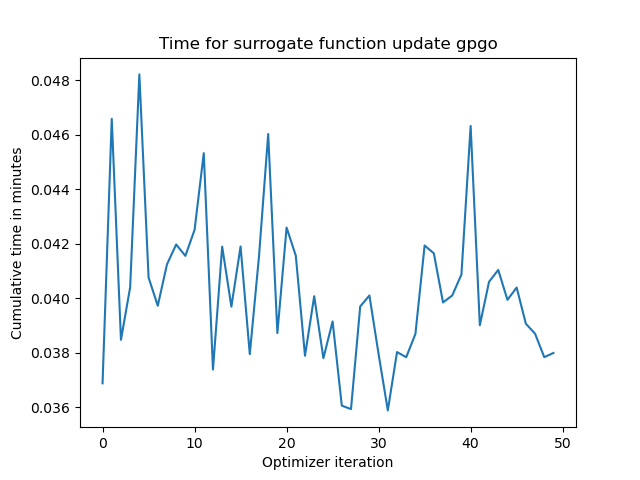 Time for surrogate function update gpgo
Cumulative time in minutes
0.048
0.046
0.044
0.042
0.040
0.038
0.036
0 10 20 30 40 50
Optimizer iteration